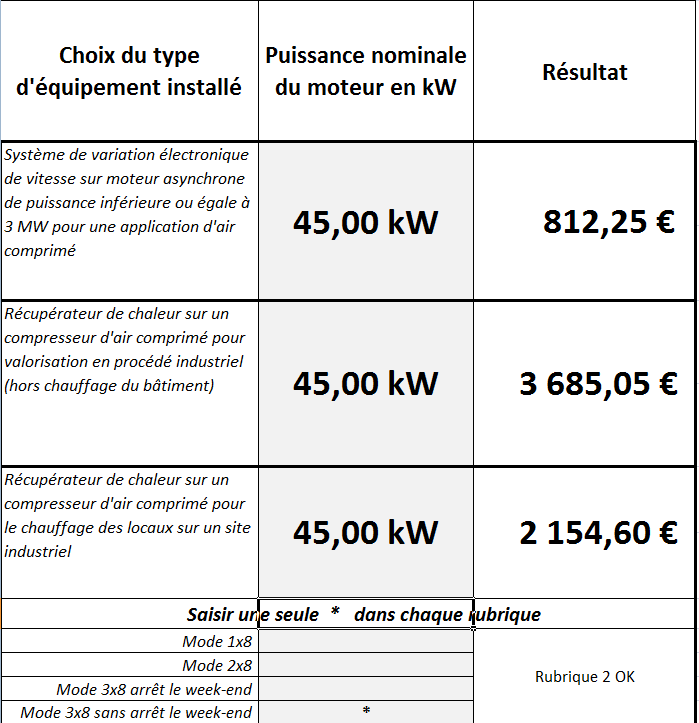 Choix du type
d'équipement installé
Puissance nominale
du moteur en kW
Résultat
Système de variation électronique
de vitesse sur moteur asynchrone
de puissance inférieure ou égale à
3 MW pour une application d'air
comprimé
45,00 kW
812,25 €
Récupérateur de chaleur sur un
compresseur d'air comprimé pour
valorisation en procédé industriel
(hors chauffage du bâtiment)
45,00 kW
3 685,05 €
Récupérateur de chaleur sur un
compresseur d'air comprimé pour
le chauffage des locaux sur un site
industriel
45,00 kW
2 154,60 €
Saisir une seule * dans chaque rubrique
Mode 1x8
Mode 2x8
Mode 3x8 arrêt le week-end
Mode 3x8 sans arrêt le week-end
*
Rubrique 2 OK